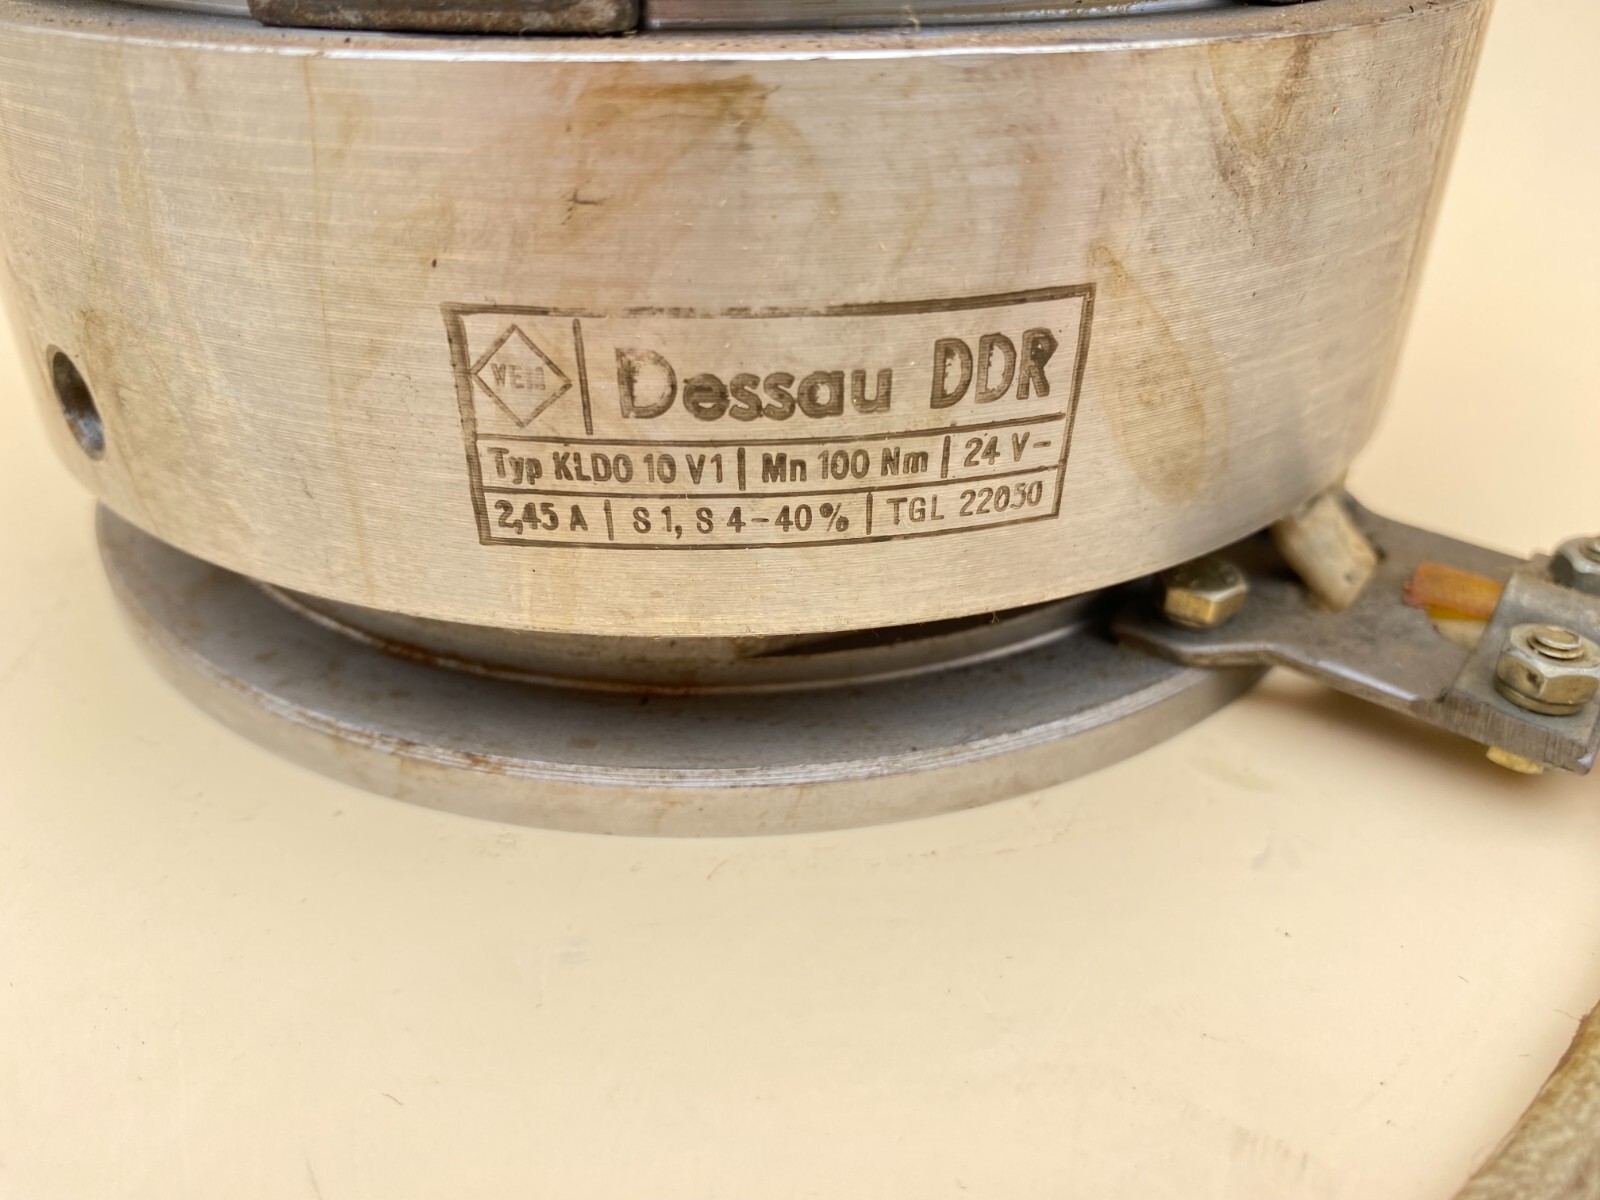 VEM Dessau DDR
Typ KLDO 10 V1 | Mn 100 Nm | 24 V-
2,45 A | S 1, S 4-40% | TGL 22050